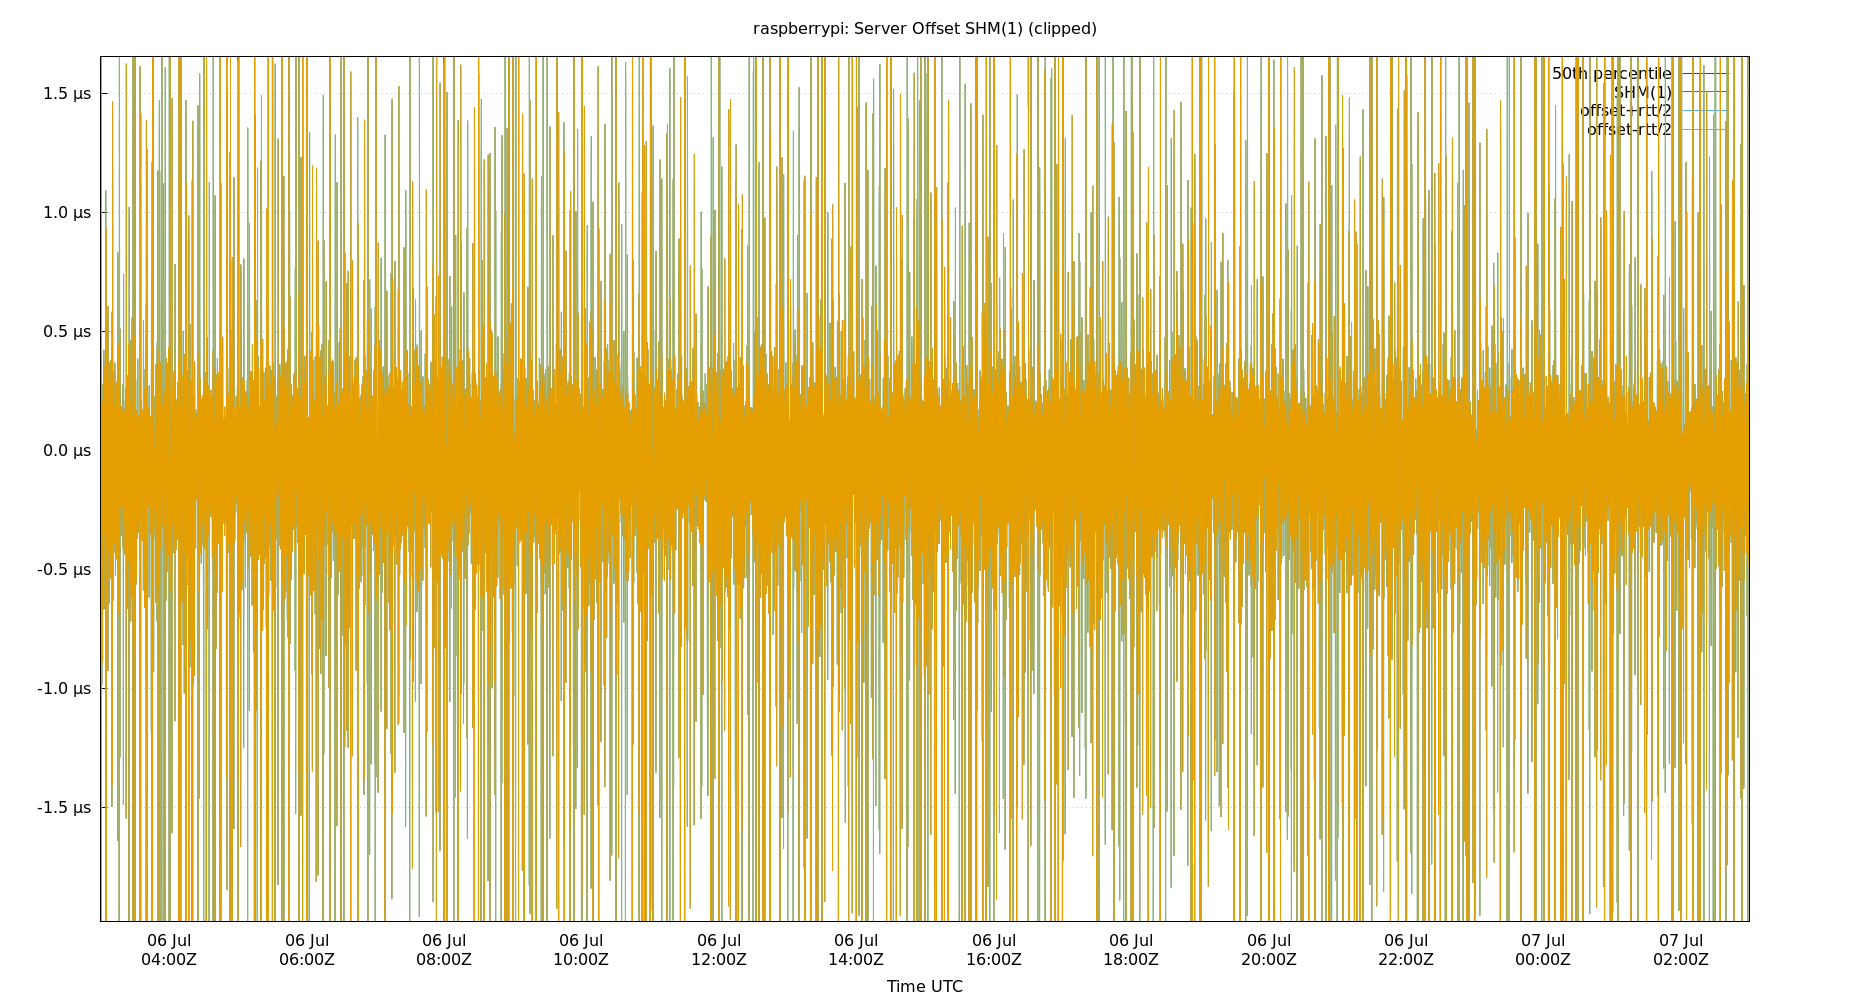 raspberrypi: Server Offset SHM(1) (clipped)
50th percentile
SHM(1)
offset+rtt/2
offset-rtt/2
1.5 µs
1.0 µs
0.5 µs
0.0 µs
-0.5 µs
-1.0 µs
-1.5 µs
06 Jul 06 Jul 06 Jul 06 Jul 06 Jul 06 Jul 06 Jul 06 Jul 06 Jul 06 Jul 07 Jul 07 Jul
04:00Z 06:00Z 08:00Z 10:00Z 12:00Z 14:00Z 16:00Z 18:00Z 20:00Z 22:00Z 00:00Z 02:00Z
Time UTC